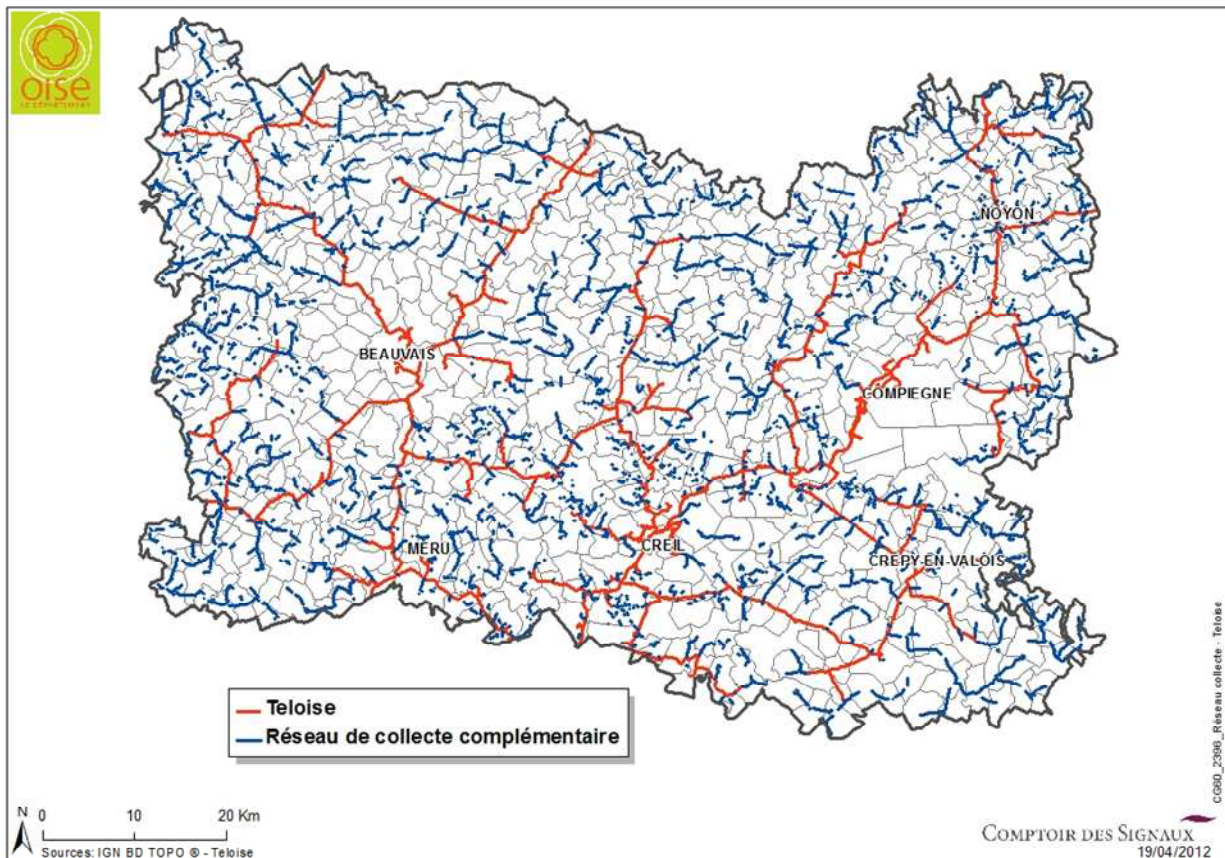 oise
LE DÉPARTEMENT
NOYON
BEAUVAIS
COMPIEGNE
MERU
CREIL
CREPY-EN-VALOIS
Teloise
Réseau de collecte complémentaire
N 0 10 20 Km
Sources: IGN BD TOPO ® - Teloise
COMPTOIR DES SIGNAUX
19/04/2012
CG60_2396_Réseau collecte - Teloise